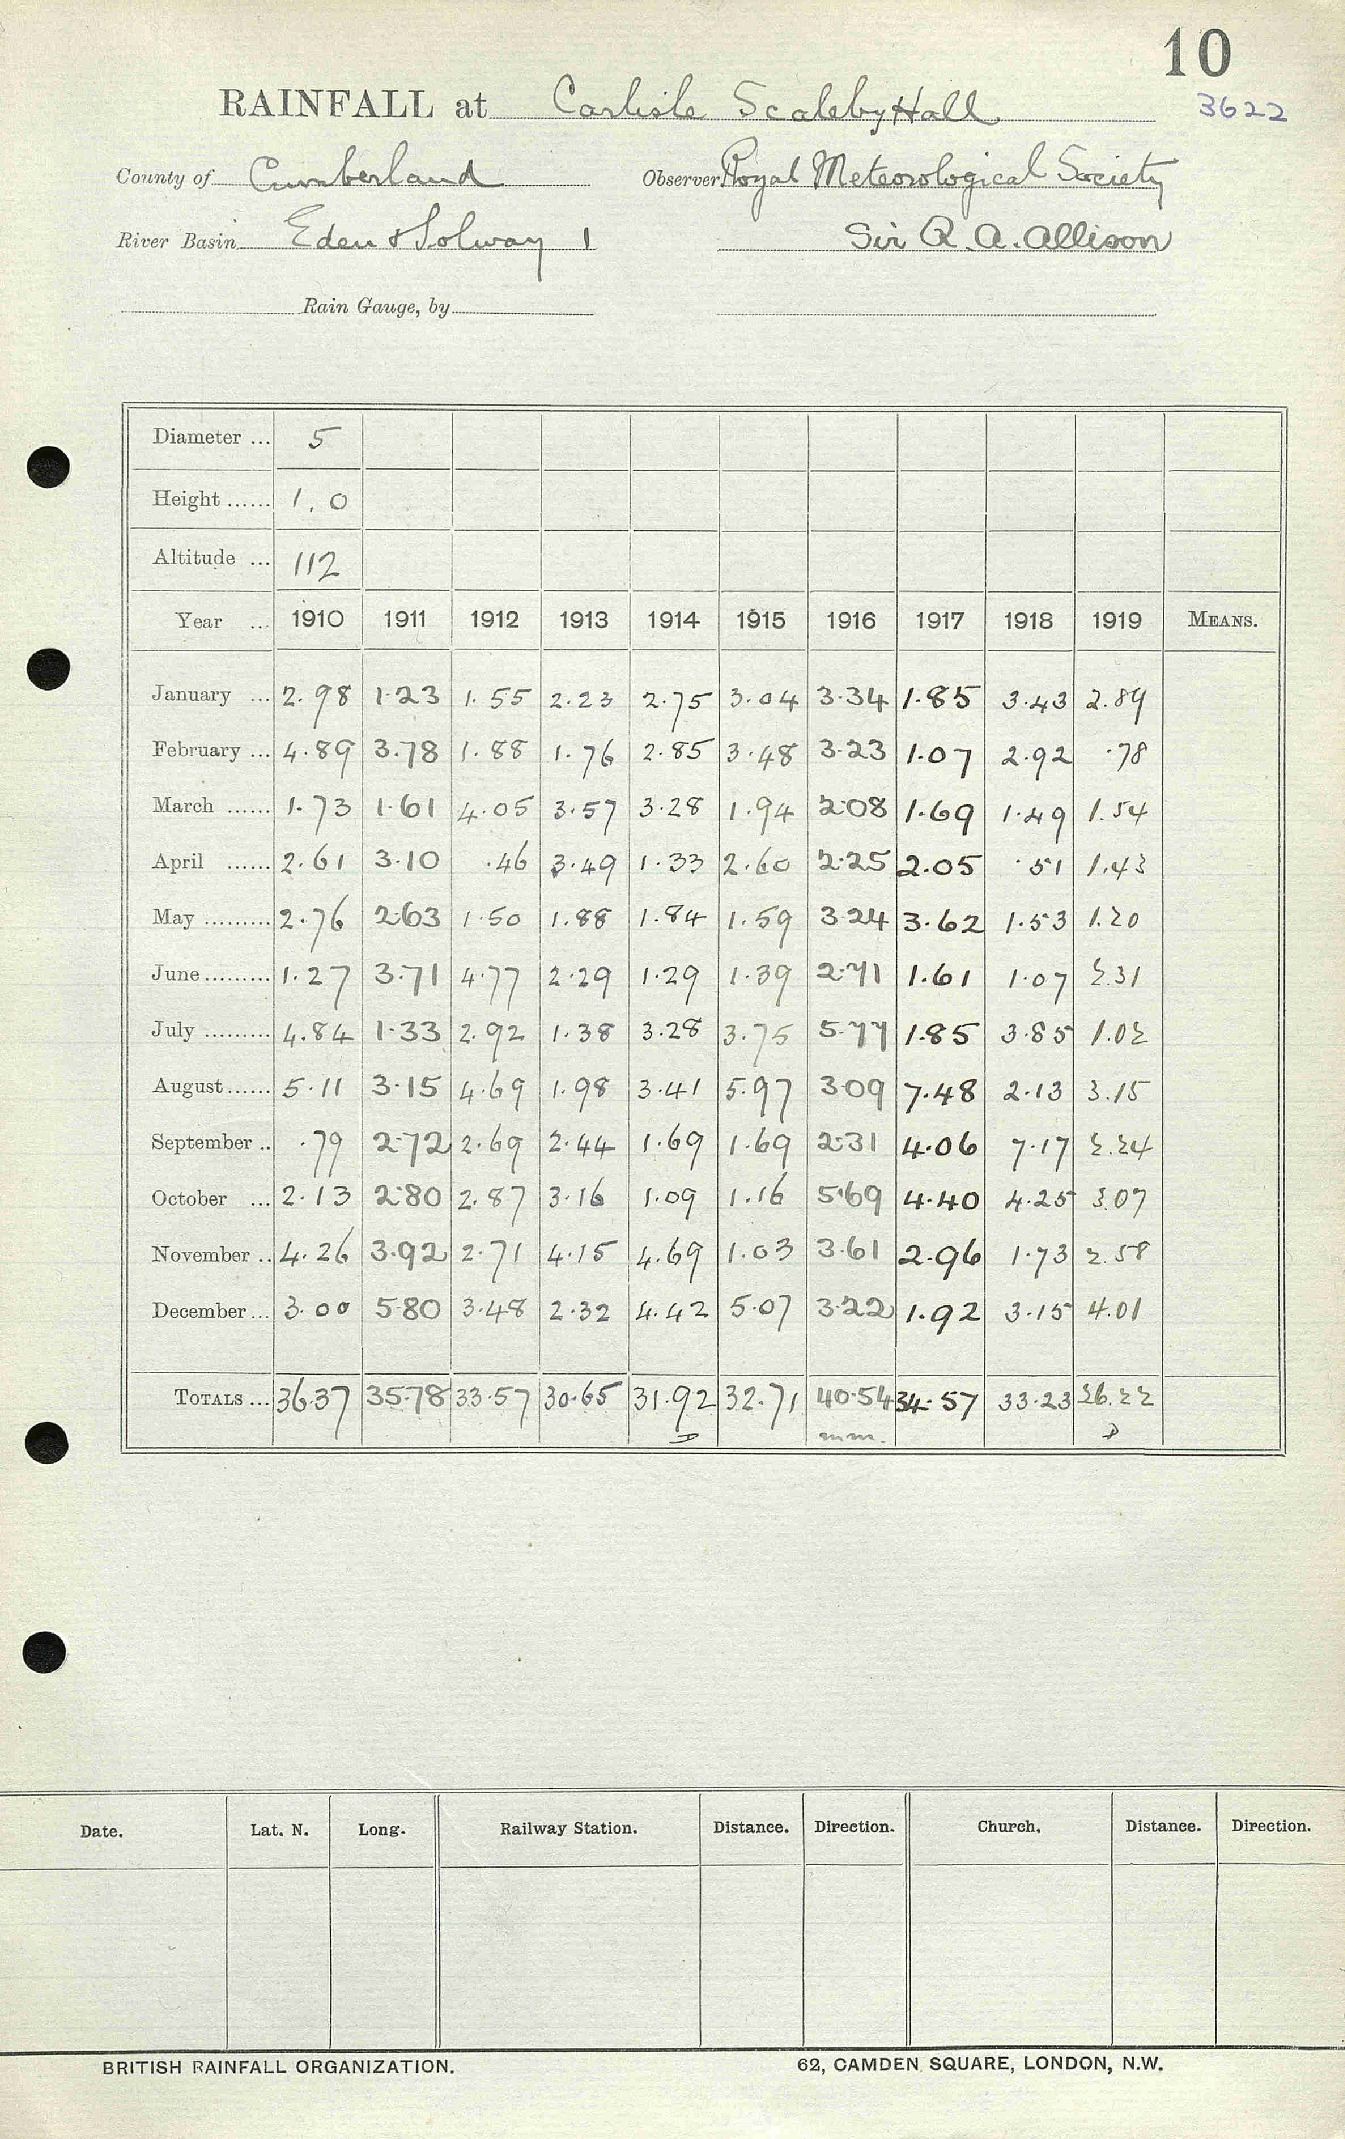 10
RAINFALL at Carlisle Scaleby Hall 3622
County of Cumberland Observer Royal Meteorological Society
River Basin Eden & Solway 1 Sir R. A. Allison
Rain Gauge, by
Diameter ... 5
Height ...... 1.0
Altitude ... 112
Year ... 1910 1911 1912 1913 1914 1915 1916 1917 1918 1919 MEANS.
January ... 2.98 1.23 1.55 2.23 2.75 3.04 3.34 1.85 3.43 2.89
February ... 4.89 3.78 1.88 1.76 2.85 3.48 3.23 1.07 2.92 .78
March ...... 1.73 1.61 4.05 3.57 3.28 1.94 2.08 1.69 1.49 1.54
April ...... 2.61 3.10 .46 3.49 1.33 2.60 2.25 2.05 .51 1.43
May ......... 2.76 2.63 1.50 1.88 1.84 1.59 3.24 3.62 1.53 1.20
June ......... 1.27 3.71 4.77 2.29 1.29 1.39 2.71 1.61 1.07 2.31
July ......... 4.84 1.33 2.92 1.38 3.28 3.75 5.77 1.85 3.85 1.02
August ...... 5.11 3.15 4.69 1.98 3.41 5.97 3.09 7.48 2.13 3.15
September .. .79 2.72 2.69 2.44 1.69 1.69 2.31 4.06 7.17 2.24
October ... 2.13 2.80 2.87 3.16 1.09 1.16 5.69 4.40 4.25 3.07
November .. 4.26 3.92 2.71 4.15 4.69 1.03 3.61 2.96 1.73 2.58
December ... 3.00 5.80 3.48 2.32 4.42 5.07 3.22 1.92 3.15 4.01
TOTALS ... 36.37 35.78 33.57 30.65 31.92 32.71 40.54 34.57 33.23 26.22
mm.
Date. Lat. N. Long. Railway Station. Distance. Direction. Church. Distance. Direction.
BRITISH RAINFALL ORGANIZATION. 62, CAMDEN SQUARE, LONDON, N.W.